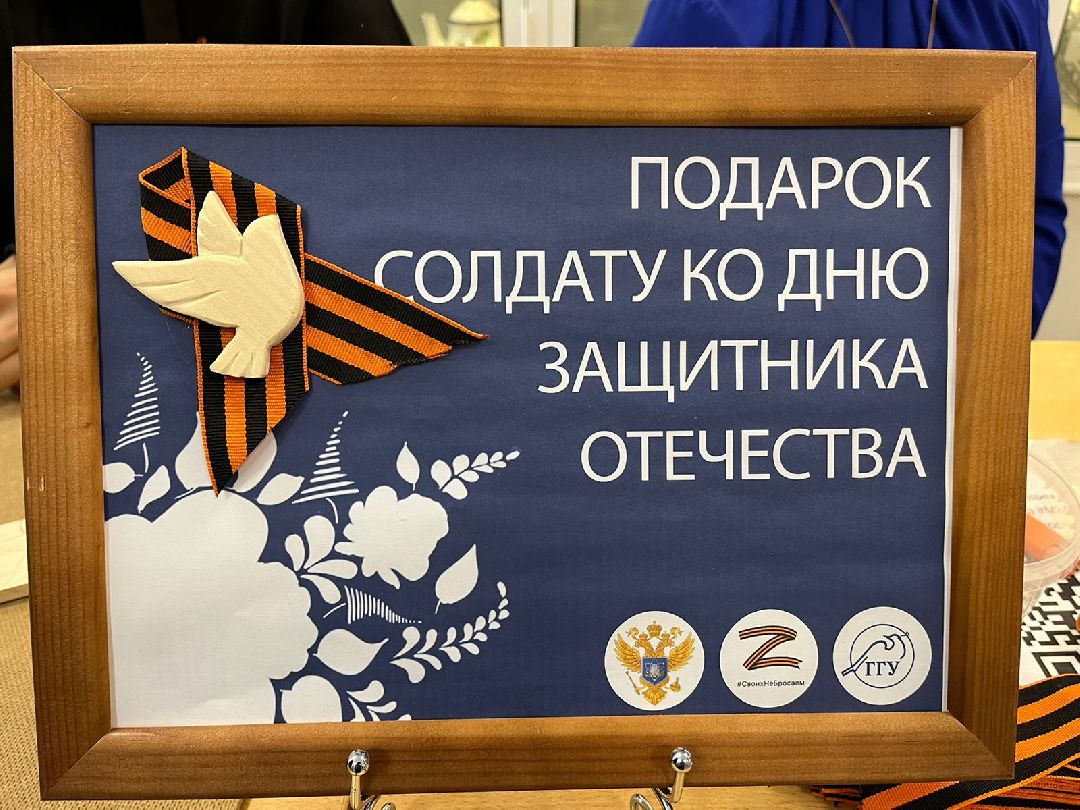 ПОДАРОК
СОЛДАТУ КО ДНЮ
ЗАЩИТНИКА
ОТЕЧЕСТВА
Z
#СвоихНеБросаем
ГГУ